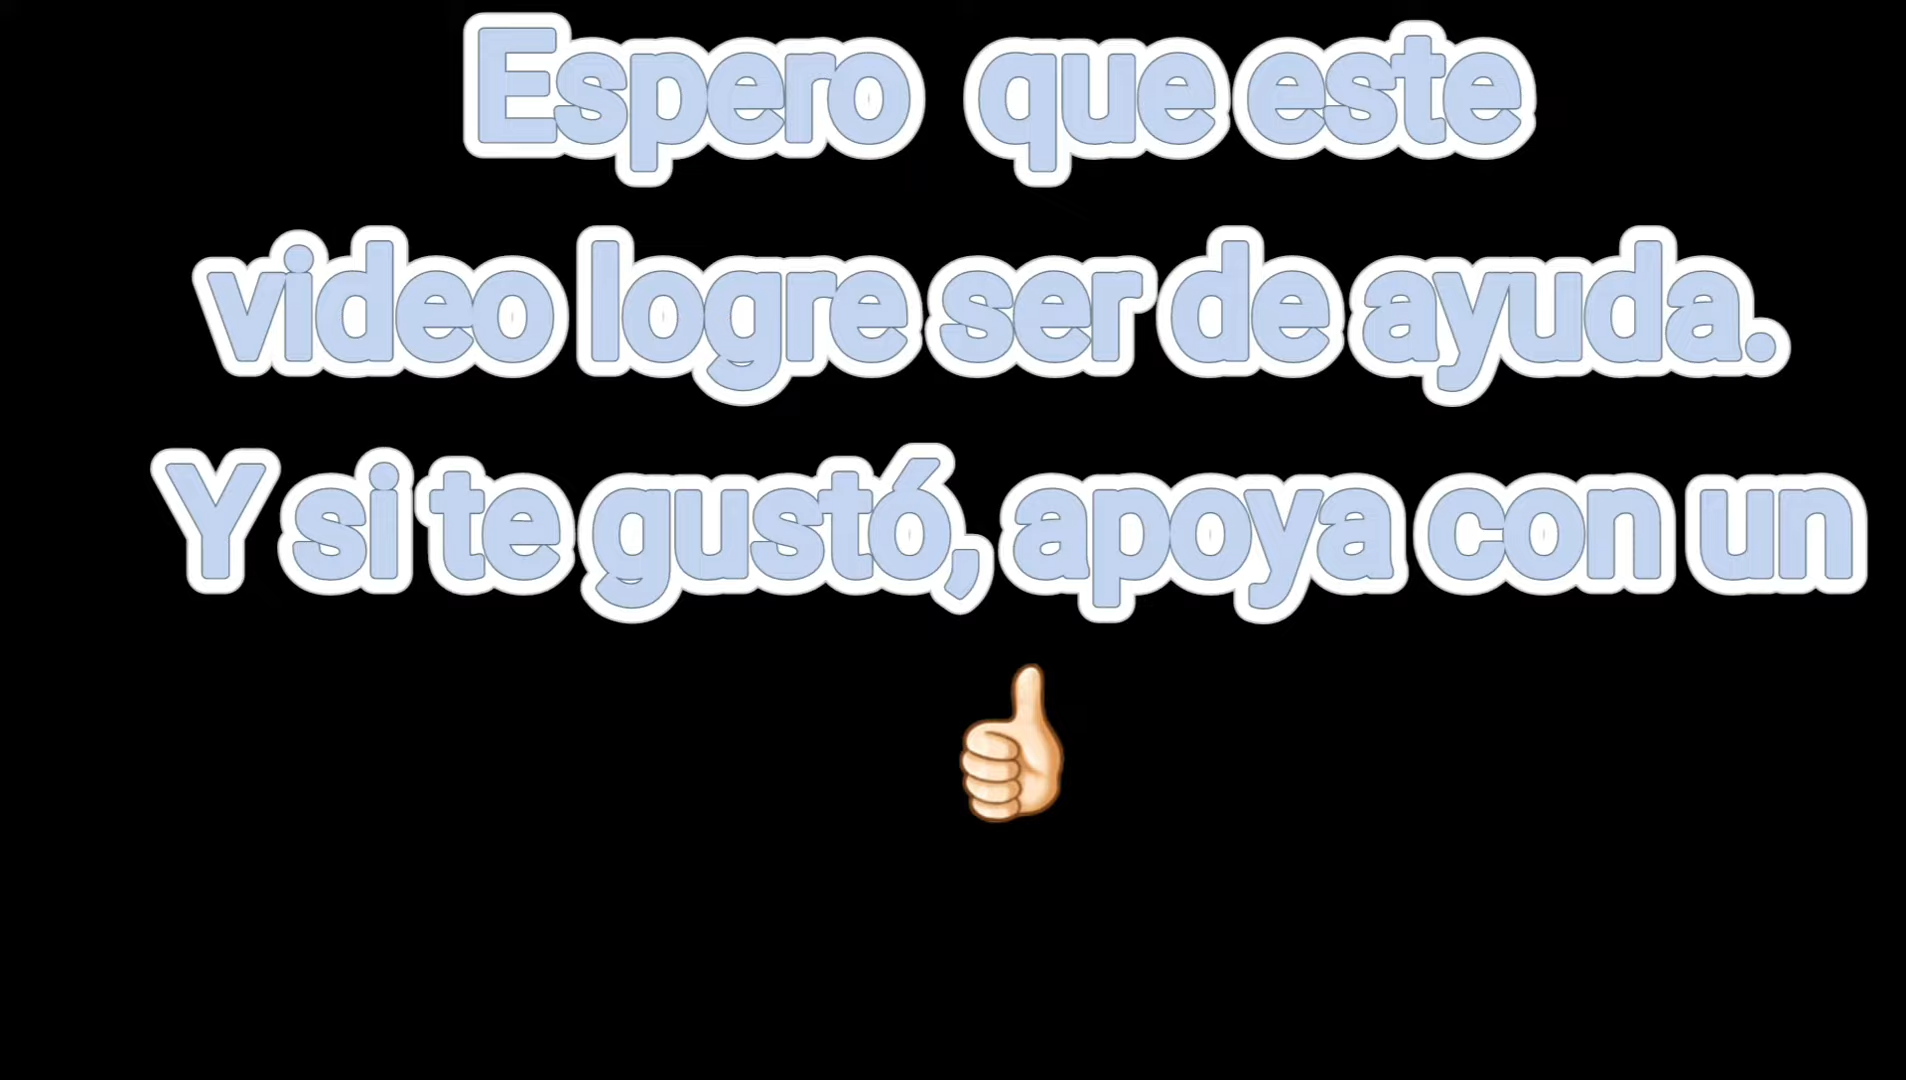 Espero que este
video logre ser de ayuda.
Y si te gustó, apoya con un
👍🏻